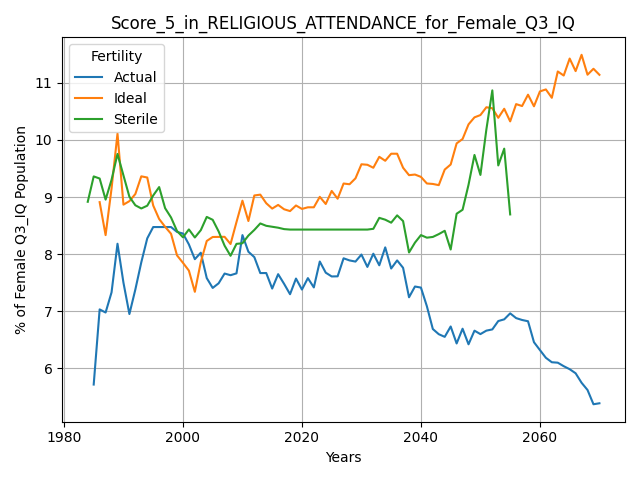 Score_5_in_RELIGIOUS_ATTENDANCE_for_Female_Q3_IQ
Fertility
Actual
Ideal
Sterile
% of Female Q3_IQ Population
11
10
9
8
7
6
1980
2000
2020
2040
2060
Years